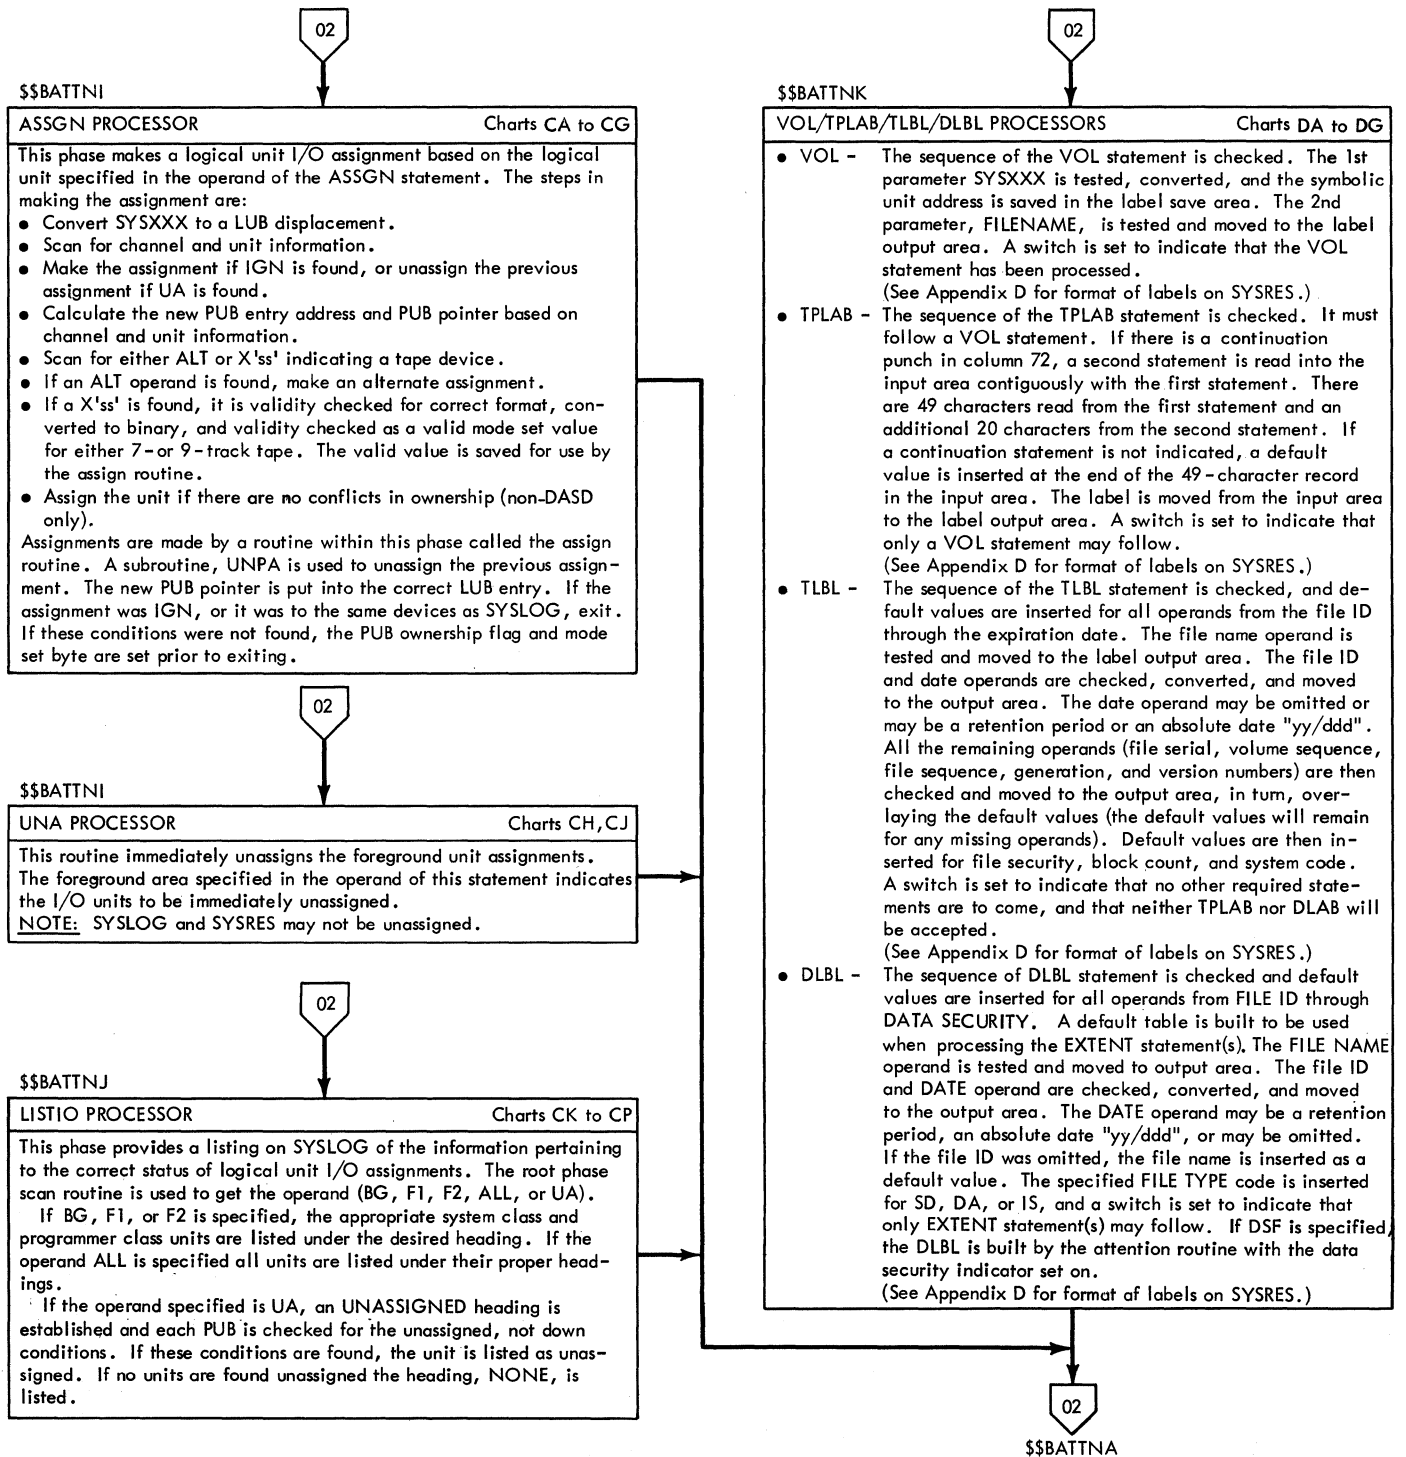 02
$$BATTNI
ASSGN PROCESSOR Charts CA to CG
This phase makes a logical unit I/O assignment based on the logical
unit specified in the operand of the ASSGN statement. The steps in
making the assignment are:
● Convert SYSXXX to a LUB displacement.
● Scan for channel and unit information.
● Make the assignment if IGN is found, or unassign the previous
assignment if UA is found.
● Calculate the new PUB entry address and PUB pointer based on
channel and unit information.
● Scan for either ALT or X'ss' indicating a tape device.
● If an ALT operand is found, make an alternate assignment.
● If a X'ss' is found, it is validity checked for correct format, con-
verted to binary, and validity checked as a valid mode set value
for either 7-or 9-track tape. The valid value is saved for use by
the assign routine.
● Assign the unit if there are no conflicts in ownership (non-DASD
only).
Assignments are made by a routine within this phase called the assign
routine. A subroutine, UNPA is used to unassign the previous assign-
ment. The new PUB pointer is put into the correct LUB entry. If the
assignment was IGN, or it was to the same devices as SYSLOG, exit.
If these conditions were not found, the PUB ownership flag and mode
set byte are set prior to exiting.
02
$$BATTNI
UNA PROCESSOR Charts CH,CJ
This routine immediately unassigns the foreground unit assignments.
The foreground area specified in the operand of this statement indicates
the I/O units to be immediately unassigned.
NOTE: SYSLOG and SYSRES may not be unassigned.
02
$$BATTNJ
LISTIO PROCESSOR Charts CK to CP
This phase provides a listing on SYSLOG of the information pertaining
to the correct status of logical unit I/O assignments. The root phase
scan routine is used to get the operand (BG, F1, F2, ALL, or UA).
If BG, F1, or F2 is specified, the appropriate system class and
programmer class units are listed under the desired heading. If the
operand ALL is specified all units are listed under their proper head-
ings.
If the operand specified is UA, an UNASSIGNED heading is
established and each PUB is checked for the unassigned, not down
conditions. If these conditions are found, the unit is listed as unas-
signed. If no units are found unassigned the heading, NONE, is
listed.
02
$$BATTNK
VOL/TPLAB/TLBL/DLBL PROCESSORS Charts DA to DG
● VOL - The sequence of the VOL statement is checked. The 1st
parameter SYSXXX is tested, converted, and the symbolic
unit address is saved in the label save area. The 2nd
parameter, FILENAME, is tested and moved to the label
output area. A switch is set to indicate that the VOL
statement has been processed.
(See Appendix D for format of labels on SYSRES.)
● TPLAB - The sequence of the TPLAB statement is checked. It must
follow a VOL statement. If there is a continuation
punch in column 72, a second statement is read into the
input area contiguously with the first statement. There
are 49 characters read from the first statement and an
additional 20 characters from the second statement. If
a continuation statement is not indicated, a default
value is inserted at the end of the 49-character record
in the input area. The label is moved from the input area
to the label output area. A switch is set to indicate that
only a VOL statement may follow.
(See Appendix D for format of labels on SYSRES.)
● TLBL - The sequence of the TLBL statement is checked, and de-
fault values are inserted for all operands from the file ID
through the expiration date. The file name operand is
tested and moved to the label output area. The file ID
and date operands are checked, converted, and moved
to the output area. The date operand may be omitted or
may be a retention period or an absolute date "yy/ddd".
All the remaining operands (file serial, volume sequence,
file sequence, generation, and version numbers) are then
checked and moved to the output area, in turn, over-
laying the default values (the default values will remain
for any missing operands). Default values are then in-
serted for file security, block count, and system code.
A switch is set to indicate that no other required state-
ments are to come, and that neither TPLAB nor DLAB will
be accepted.
(See Appendix D for format of labels on SYSRES.)
● DLBL - The sequence of DLBL statement is checked and default
values are inserted for all operands from FILE ID through
DATA SECURITY. A default table is built to be used
when processing the EXTENT statement(s). The FILE NAME
operand is tested and moved to output area. The file ID
and DATE operand are checked, converted, and moved
to the output area. The DATE operand may be a retention
period, an absolute date "yy/ddd", or may be omitted.
If the file ID was omitted, the file name is inserted as a
default value. The specified FILE TYPE code is inserted
for SD, DA, or IS, and a switch is set to indicate that
only EXTENT statement(s) may follow. If DSF is specified,
the DLBL is built by the attention routine with the data
security indicator set on.
(See Appendix D for format af labels on SYSRES.)
02
$$BATTNA